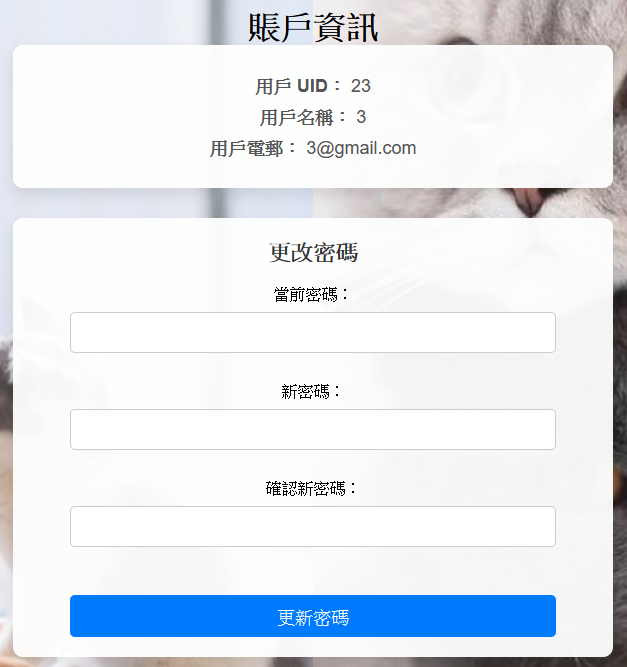 賬戶資訊
用戶 UID： 23
用戶名稱： 3
用戶電郵： 3@gmail.com
更改密碼
當前密碼：
新密碼：
確認新密碼：
更新密碼